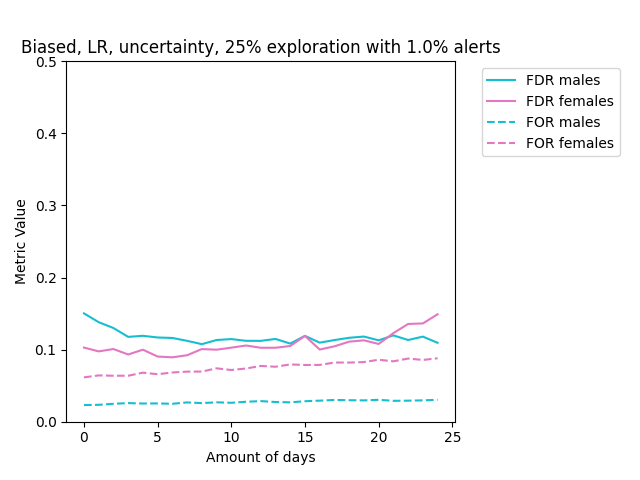 Biased, LR, uncertainty, 25% exploration with 1.0% alerts
FDR males
FDR females
FOR males
FOR females
Metric Value
0.5
0.4
0.3
0.2
0.1
0.0
0 5 10 15 20 25
Amount of days